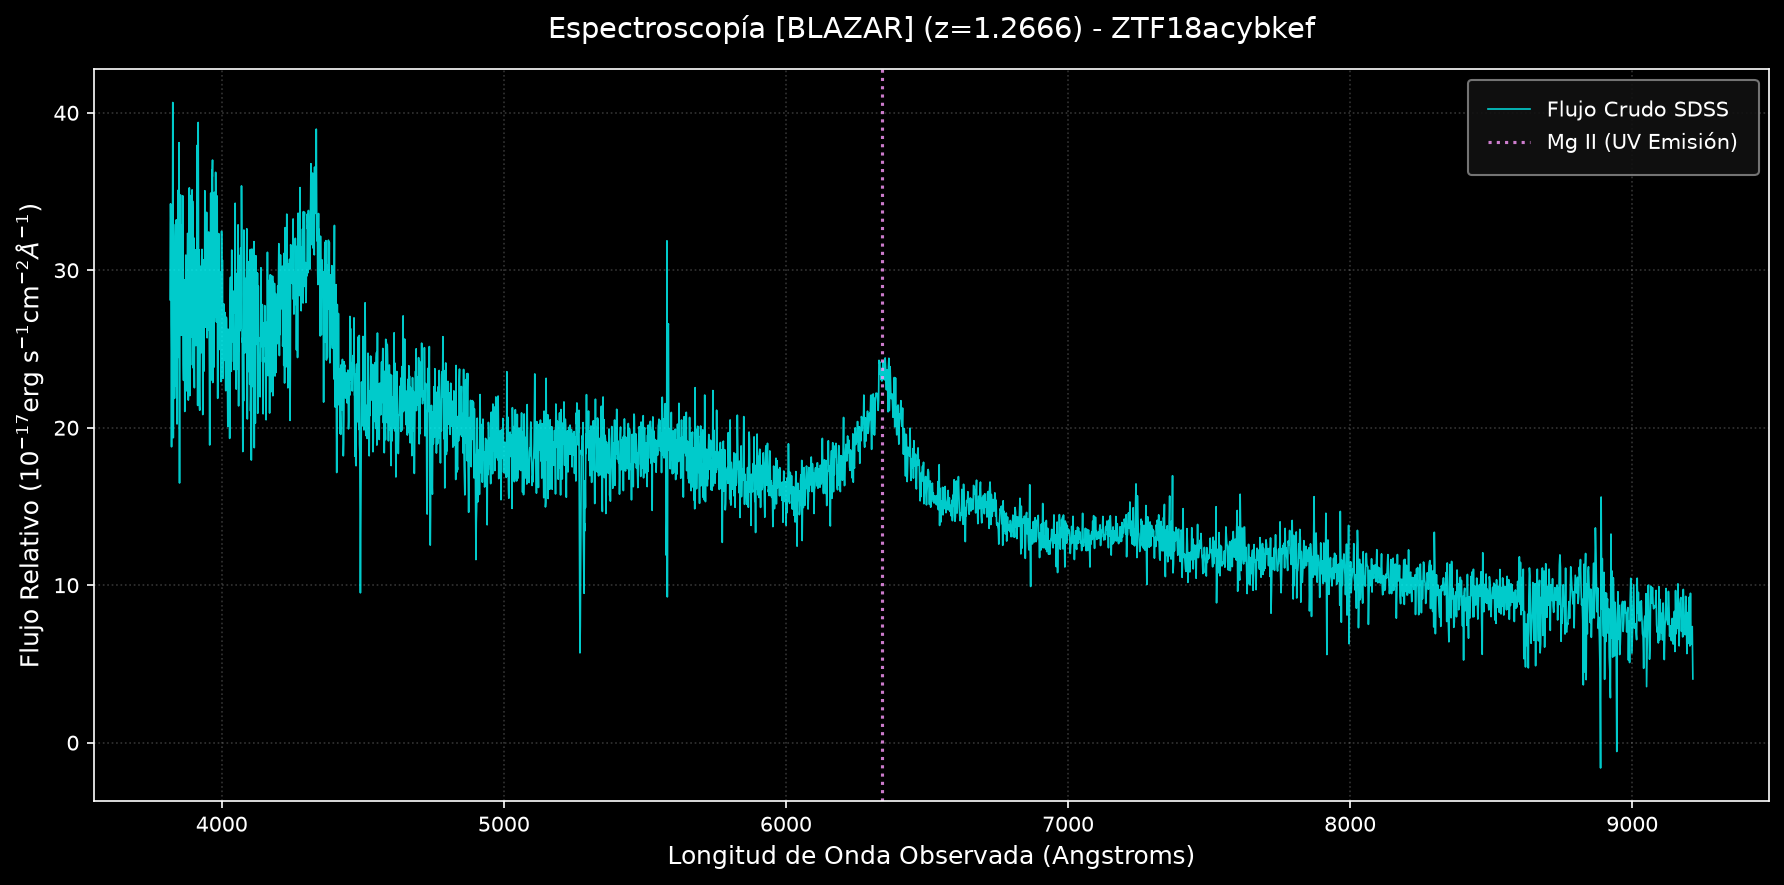 Espectroscopía [BLAZAR] (z=1.2666) - ZTF18acybkef
Flujo Crudo SDSS
Mg II (UV Emisión)
40
30
20
10
0
Flujo Relativo (10⁻¹⁷erg s⁻¹cm⁻²Å⁻¹)
4000 5000 6000 7000 8000 9000
Longitud de Onda Observada (Angstroms)